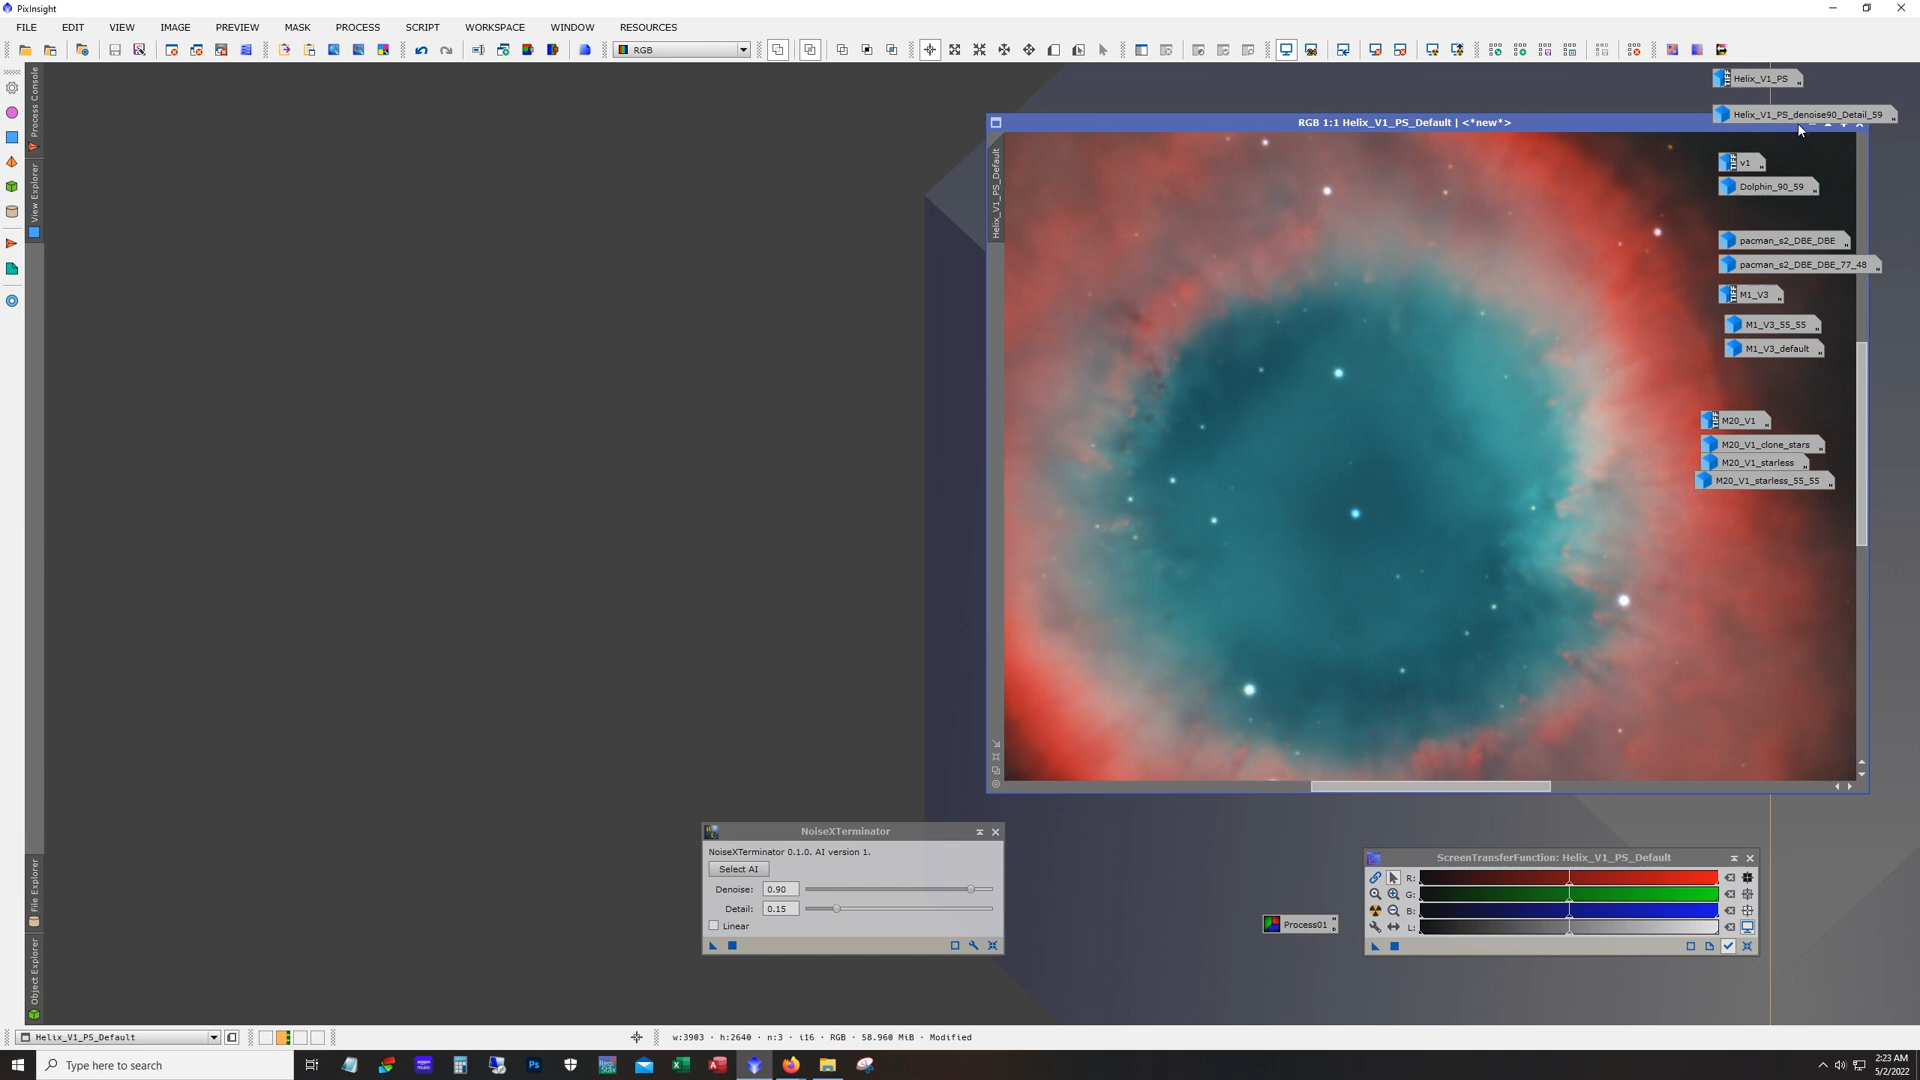 PixInsight
FILE EDIT VIEW IMAGE PREVIEW MASK PROCESS SCRIPT WORKSPACE WINDOW RESOURCES
RGB
Process Console
View Explorer
File Explorer
Object Explorer
Helix_V1_PS
Helix_V1_PS_denoise90_Detail_59
RGB 1:1 Helix_V1_PS_Default | <*new*>
Helix_V1_PS_Default
v1
Dolphin_90_59
pacman_s2_DBE_DBE
pacman_s2_DBE_DBE_77_48
M1_V3
M1_V3_55_55
M1_V3_default
M20_V1
M20_V1_clone_stars
M20_V1_starless
M20_V1_starless_55_55
NoiseXTerminator
NoiseXTerminator 0.1.0. AI version 1.
Select AI
Denoise: 0.90
Detail: 0.15
Linear
Process01
ScreenTransferFunction: Helix_V1_PS_Default
R:
G:
B:
L:
Helix_V1_PS_Default
w:3903 · h:2640 · n:3 · i16 · RGB · 58.960 MiB · Modified
Type here to search
Ps
2:23 AM
5/2/2022